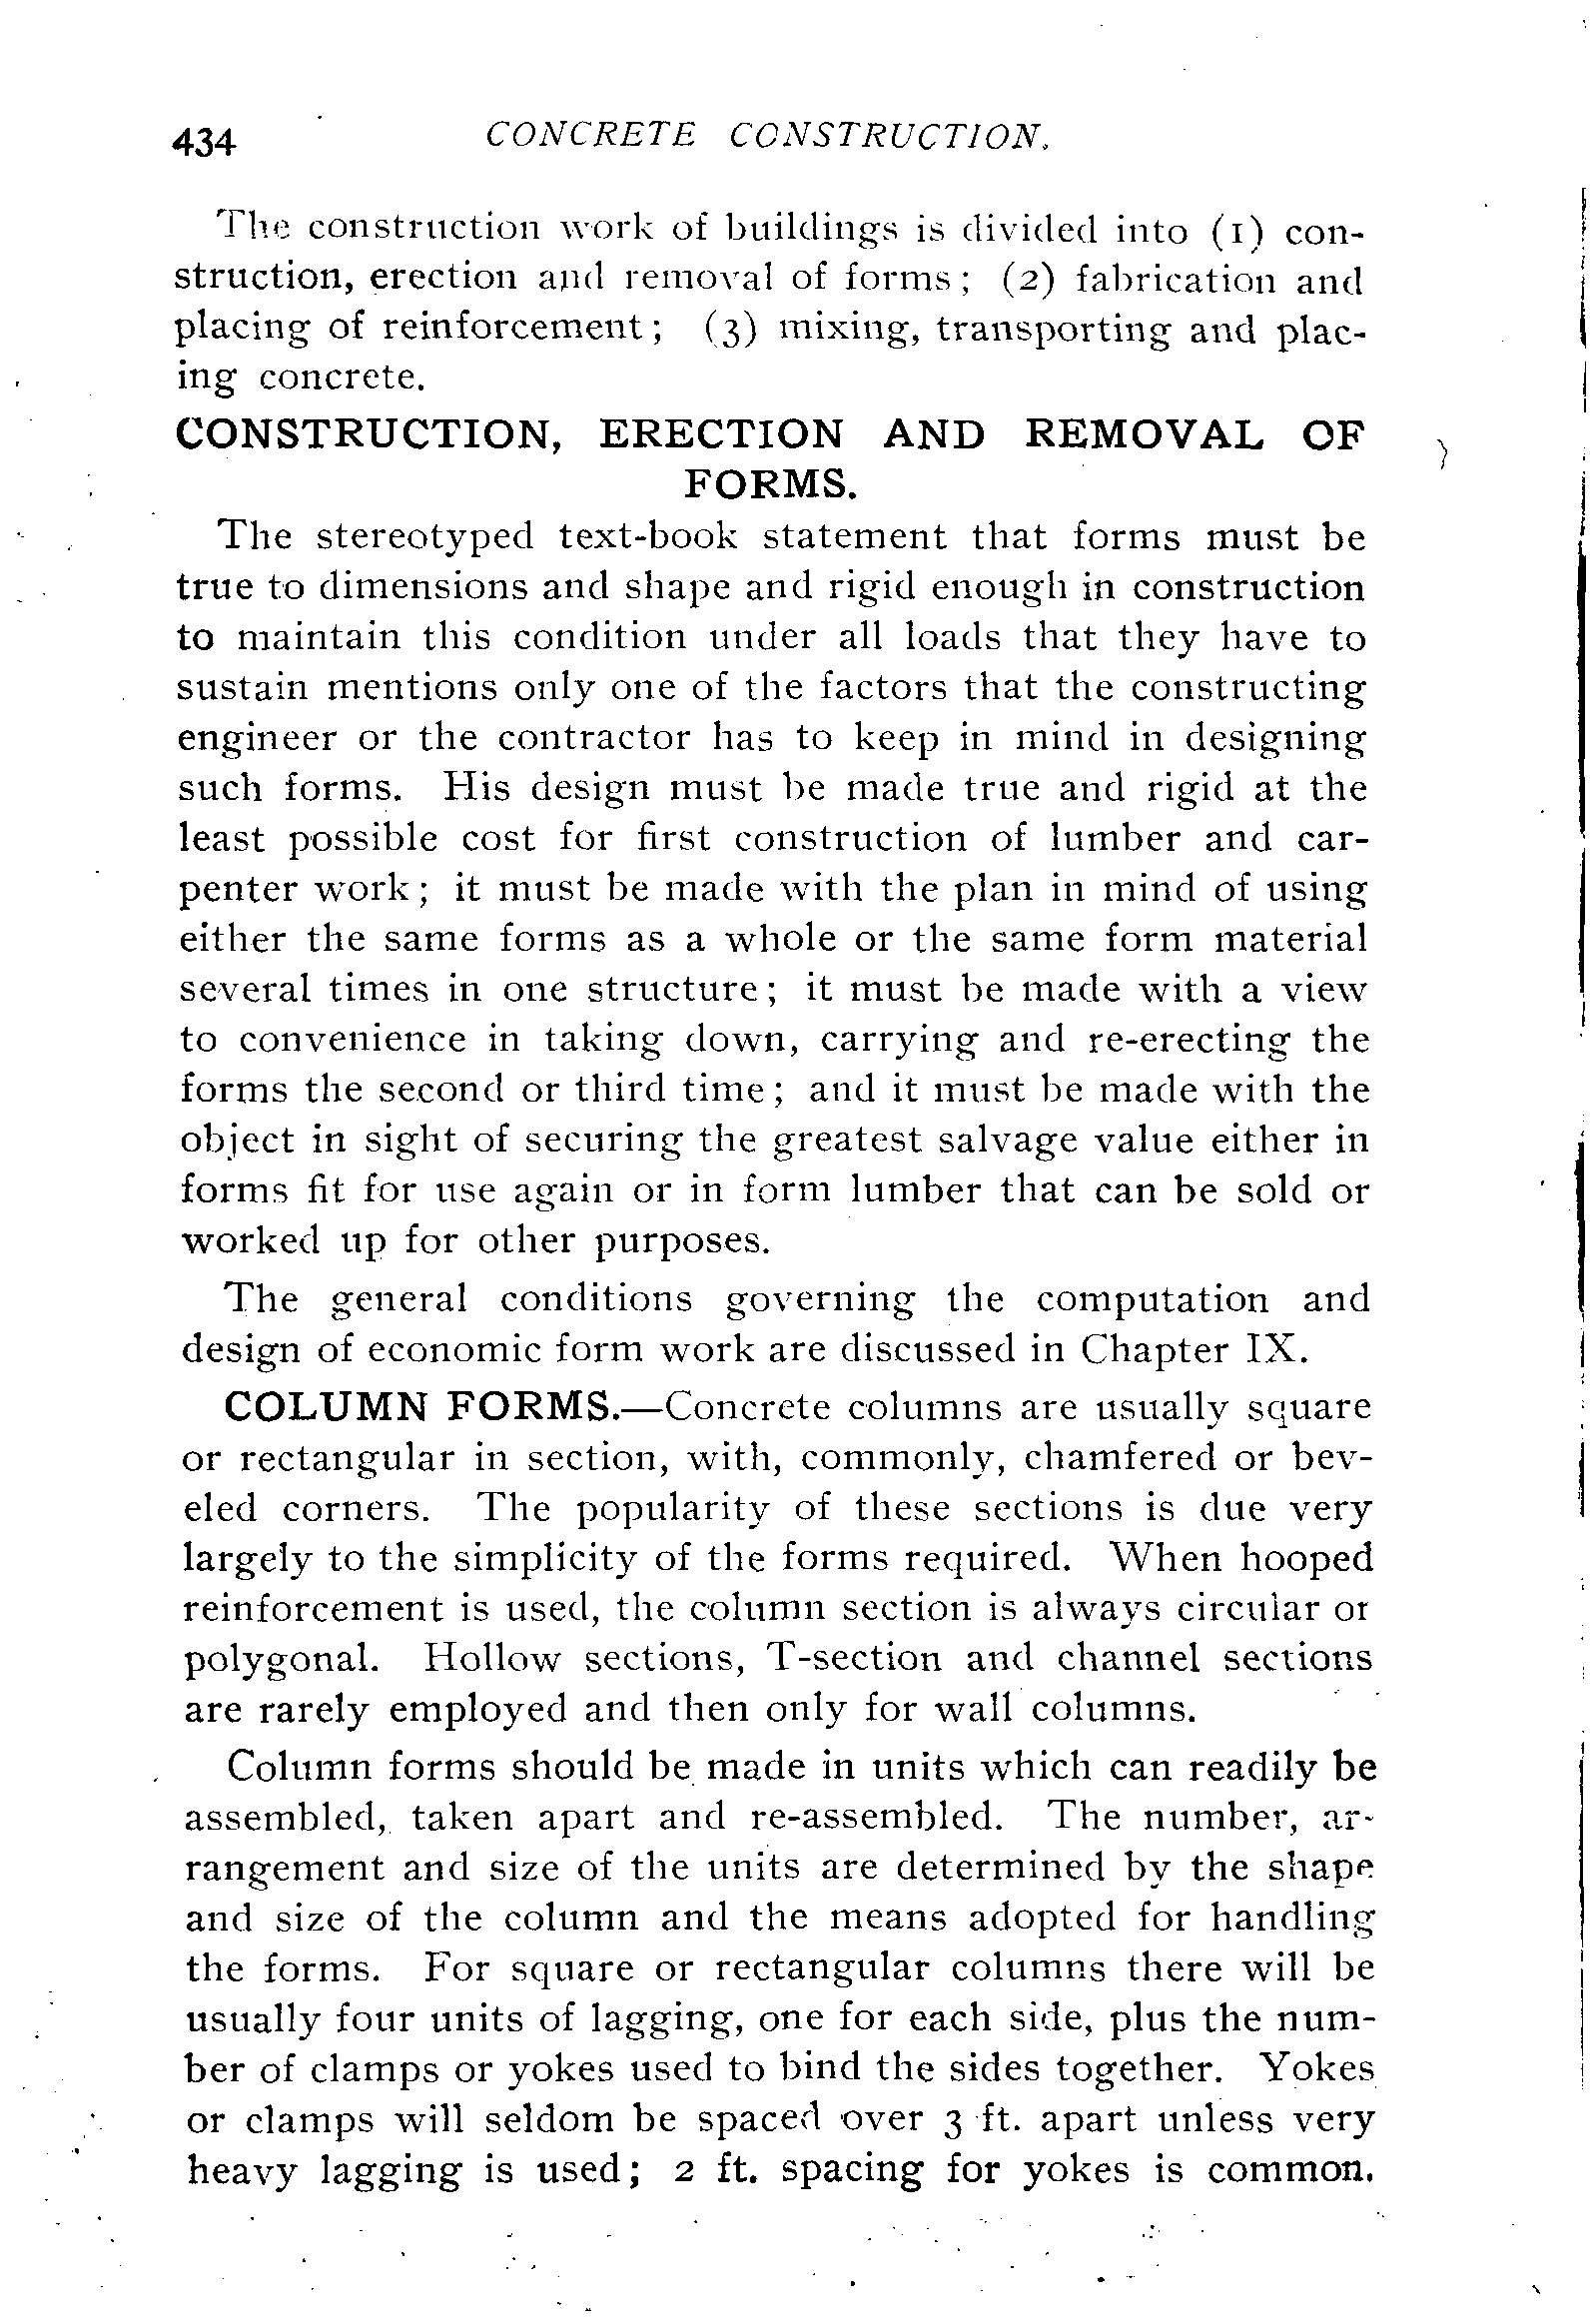 434 CONCRETE CONSTRUCTION.
The construction work of buildings is divided into (1) con-
struction, erection and removal of forms; (2) fabrication and
placing of reinforcement; (3) mixing, transporting and plac-
ing concrete.
CONSTRUCTION, ERECTION AND REMOVAL OF
FORMS.
The stereotyped text-book statement that forms must be
true to dimensions and shape and rigid enough in construction
to maintain this condition under all loads that they have to
sustain mentions only one of the factors that the constructing
engineer or the contractor has to keep in mind in designing
such forms. His design must be made true and rigid at the
least possible cost for first construction of lumber and car-
penter work; it must be made with the plan in mind of using
either the same forms as a whole or the same form material
several times in one structure; it must be made with a view
to convenience in taking down, carrying and re-erecting the
forms the second or third time; and it must be made with the
object in sight of securing the greatest salvage value either in
forms fit for use again or in form lumber that can be sold or
worked up for other purposes.
The general conditions governing the computation and
design of economic form work are discussed in Chapter IX.
COLUMN FORMS.—Concrete columns are usually square
or rectangular in section, with, commonly, chamfered or bev-
eled corners. The popularity of these sections is due very
largely to the simplicity of the forms required. When hooped
reinforcement is used, the column section is always circular or
polygonal. Hollow sections, T-section and channel sections
are rarely employed and then only for wall columns.
Column forms should be made in units which can readily be
assembled, taken apart and re-assembled. The number, ar-
rangement and size of the units are determined by the shape
and size of the column and the means adopted for handling
the forms. For square or rectangular columns there will be
usually four units of lagging, one for each side, plus the num-
ber of clamps or yokes used to bind the sides together. Yokes
or clamps will seldom be spaced over 3 ft. apart unless very
heavy lagging is used; 2 ft. spacing for yokes is common.